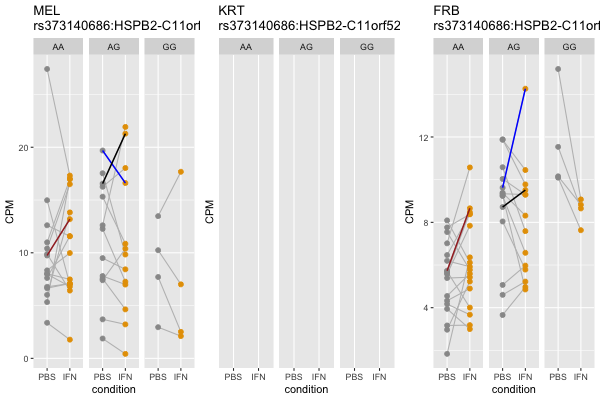 MEL
rs373140686:HSPB2-C11orf
AA AG GG
CPM
20
10
0
PBS IFN PBS IFN PBS IFN
condition
KRT
rs373140686:HSPB2-C11orf52
AA AG GG
CPM
PBS IFN PBS IFN PBS IFN
condition
FRB
rs373140686:HSPB2-C11orf
AA AG GG
CPM
12
8
4
PBS IFN PBS IFN PBS IFN
condition